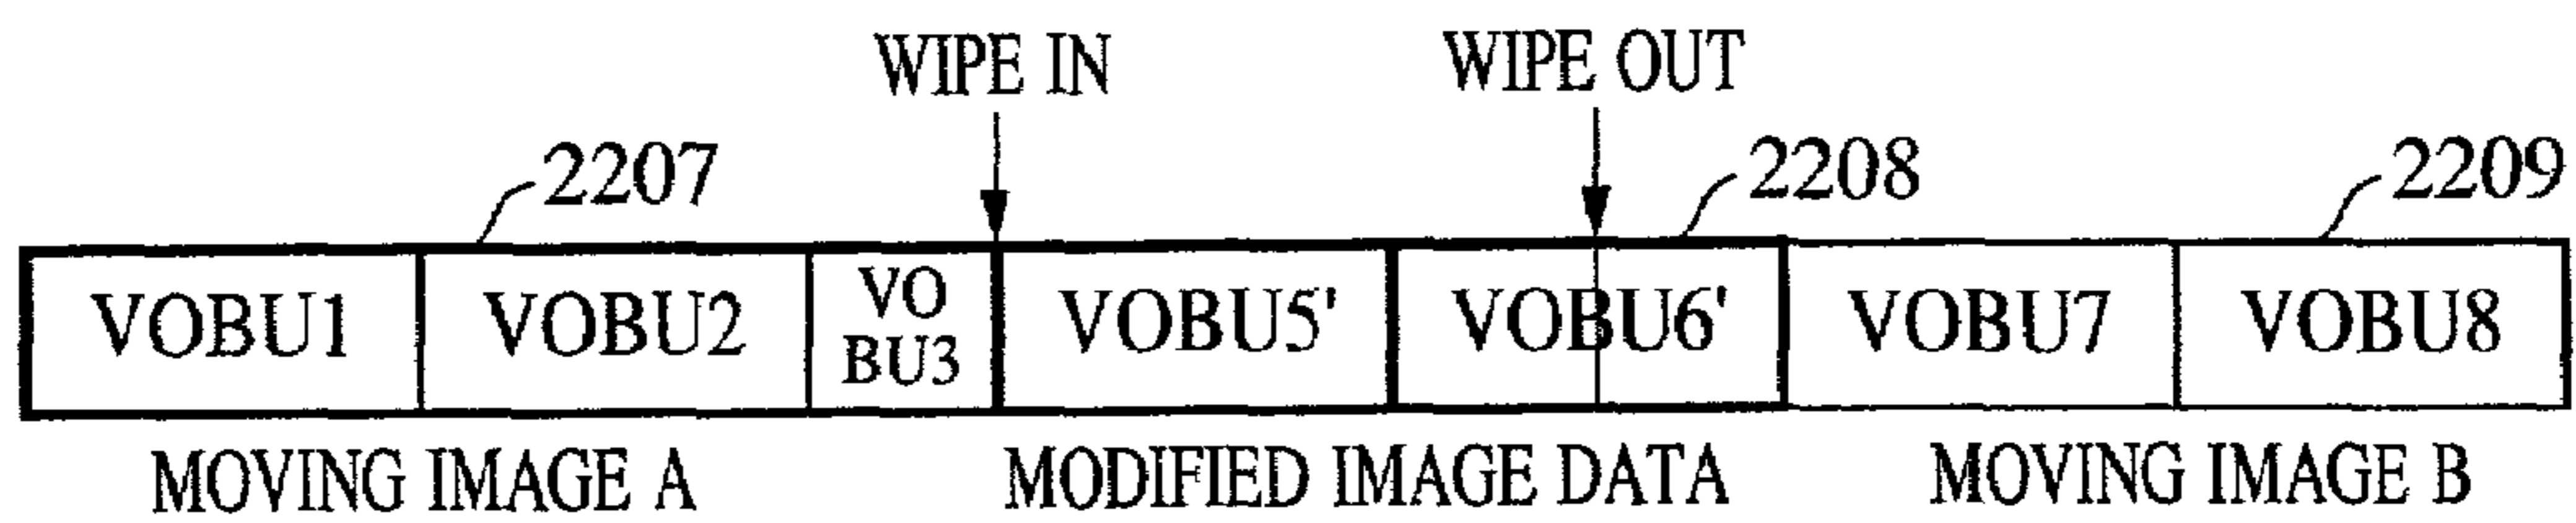 WIPE IN WIPE OUT
2207 2208 2209
VOBU1 VOBU2 VO BU3 VOBU5' VOBU6' VOBU7 VOBU8
MOVING IMAGE A MODIFIED IMAGE DATA MOVING IMAGE B